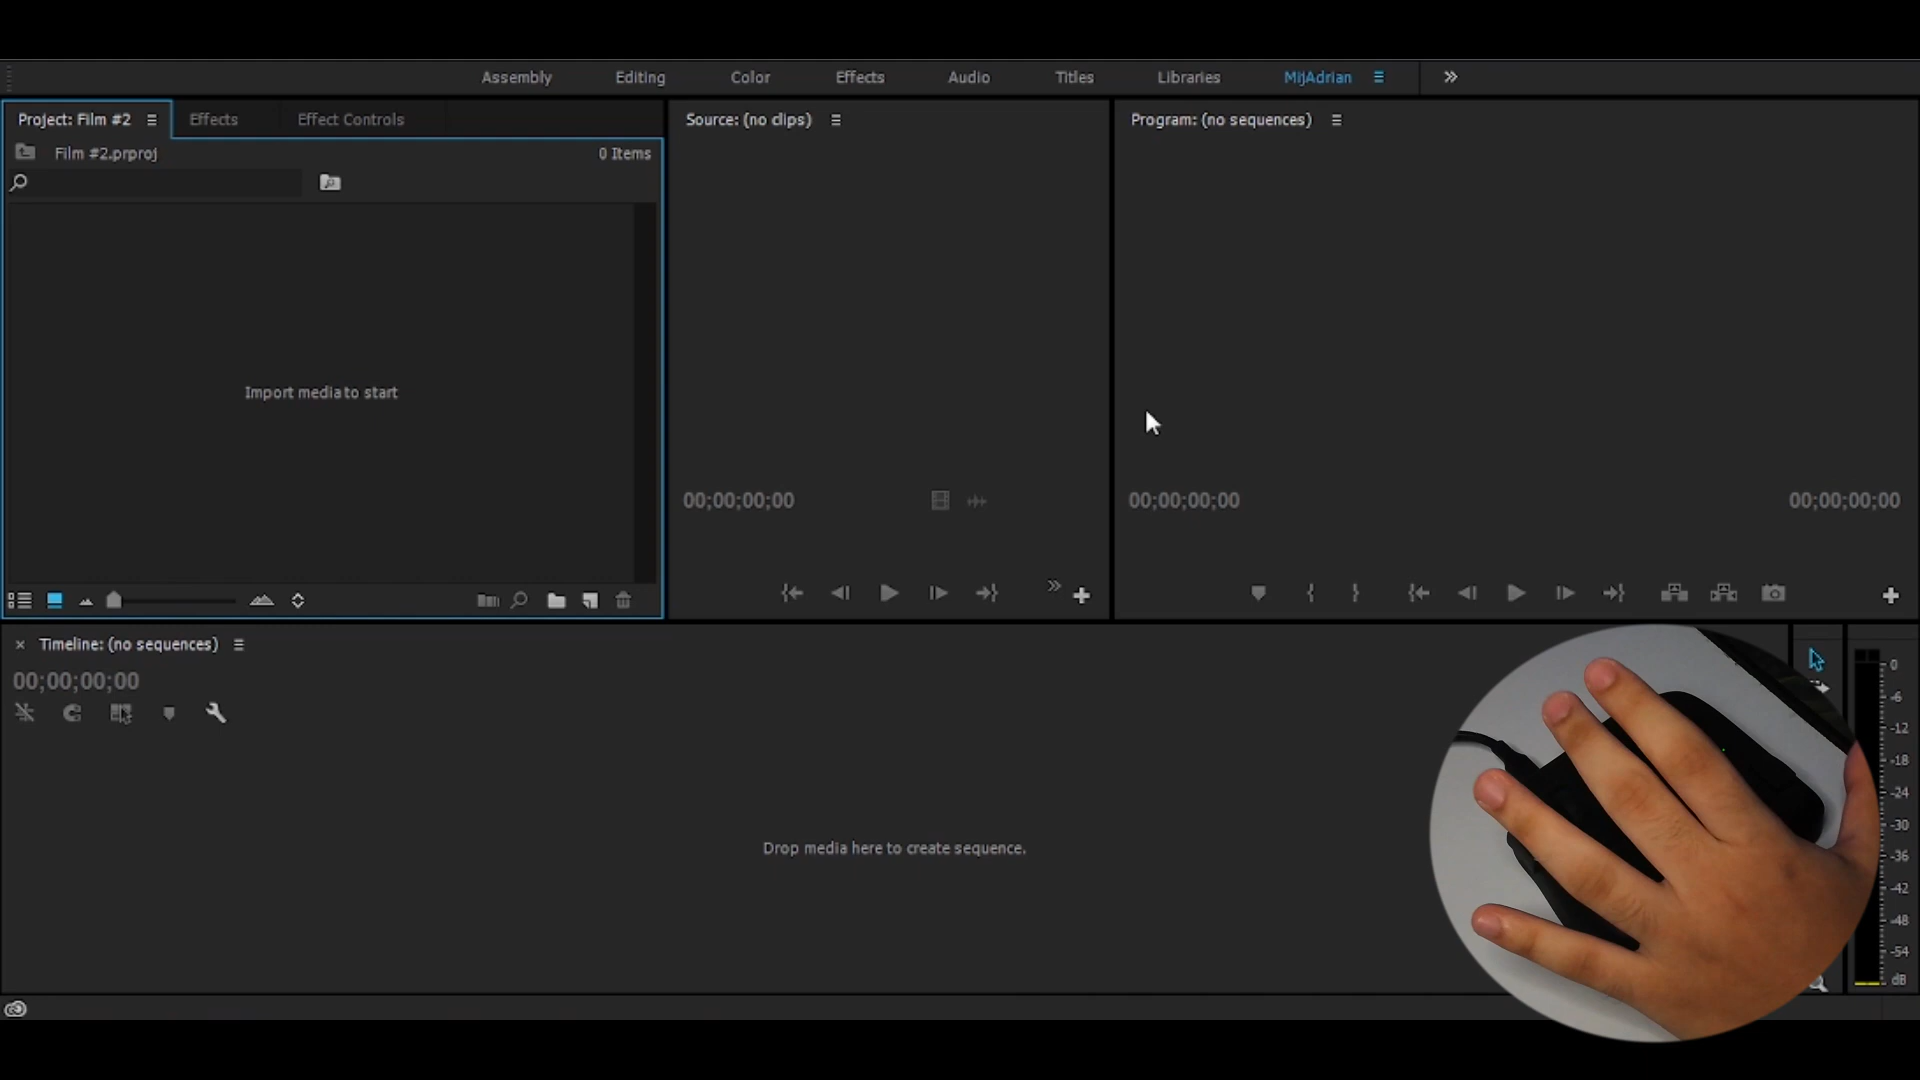 Assembly Editing Color Effects Audio Titles Libraries MijAdrian
Project: Film #2 Effects Effect Controls
Film #2.prproj 0 Items
Import media to start
Source: (no clips)
00;00;00;00
Program: (no sequences)
00;00;00;00 00;00;00;00
Timeline: (no sequences)
00;00;00;00
Drop media here to create sequence.
0
-6
-12
-18
-24
-30
-36
-42
-48
-54
dB